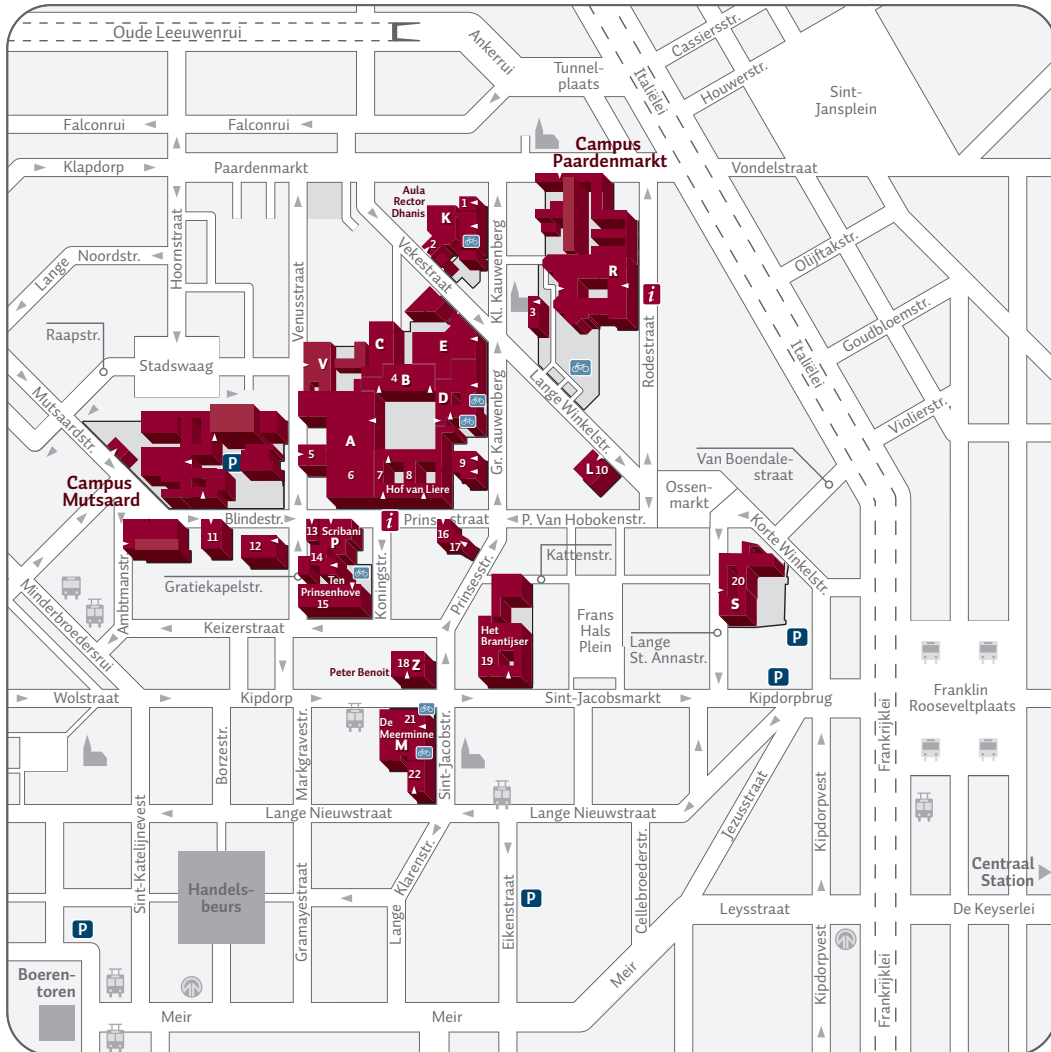 Oude Leeuwenrui
Ankerrui
Cassiersstr.
Tunnel-
plaats
Italiëlei
Houwerstr.
Sint-
Jansplein
Falconrui
Falconrui
Campus
Paardenmarkt
Klapdorp
Paardenmarkt
Vondelstraat
Aula
Rector
Dhanis
1
K
2
Hoornstraat
Vekestraat
Kl. Kauwenberg
Olijftakstr.
Lange
Noordstr.
R
i
3
Venusstraat
Goudbloemstr.
Raapstr.
Stadswaag
V
C
E
4 B
D
Rodestraat
Italiëlei
Lange Winkelstr.
Gr. Kauwenberg
Mutsaardstr.
Violierstr.
A
5
6
7
8
9
Hof van Liere
L 10
P
Van Boendale-
straat
Campus
Mutsaard
Ossen-
markt
Blindestr.
i
Prinsstraat
P. Van Hobokenstr.
Korte Winkelstr.
11
12
13 Scribani
P
14
16
17
Kattenstr.
Gratiekapelstr.
Ten
Prinsenhove
15
Koningstr.
Prinsesstr.
20
S
Ambtmanstr.
Minderbroedersrui
Keizerstraat
Het
Brantijser
19
Frans
Hals
Plein
Lange
St. Annastr.
P
P
Peter Benoit
18 Z
Wolstraat
Kipdorp
Sint-Jacobsmarkt
Kipdorpbrug
Franklin
Rooseveltplaats
De
Meerminne
21
M
22
Borzestr.
Markgravestr.
Sint-Jacobstr.
Frankrijklei
Jezusstraat
Kipdorpvest
Sint-Katelijnevest
Lange Nieuwstraat
Lange Nieuwstraat
Handels-
beurs
Gramayestraat
Lange
Klarenstr.
Eikenstraat
P
Cellebroederstr.
Centraal
Station
Leysstraat
De Keyserlei
P
Boeren-
toren
Meir
Meir
Meir
Kipdorpvest
Frankrijklei